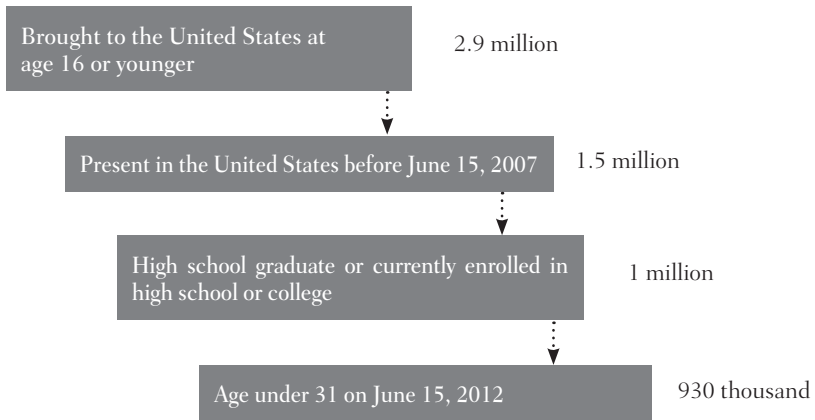 Brought to the United States at
age 16 or younger
2.9 million
Present in the United States before June 15, 2007
1.5 million
High school graduate or currently enrolled in
high school or college
1 million
Age under 31 on June 15, 2012
930 thousand